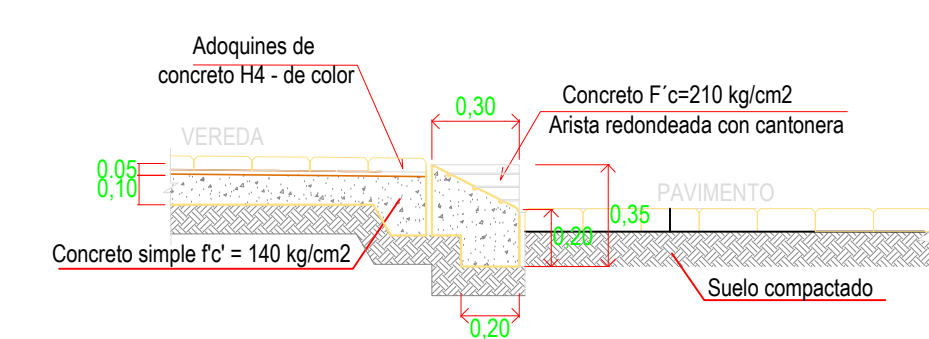 Adoquines de
concreto H4 - de color
Concreto F´c=210 kg/cm2
Arista redondeada con cantonera
0,30
VEREDA
0.05
0,10
PAVIMENTO
0,35
0,20
Concreto simple f'c' = 140 kg/cm2
Suelo compactado
0,20